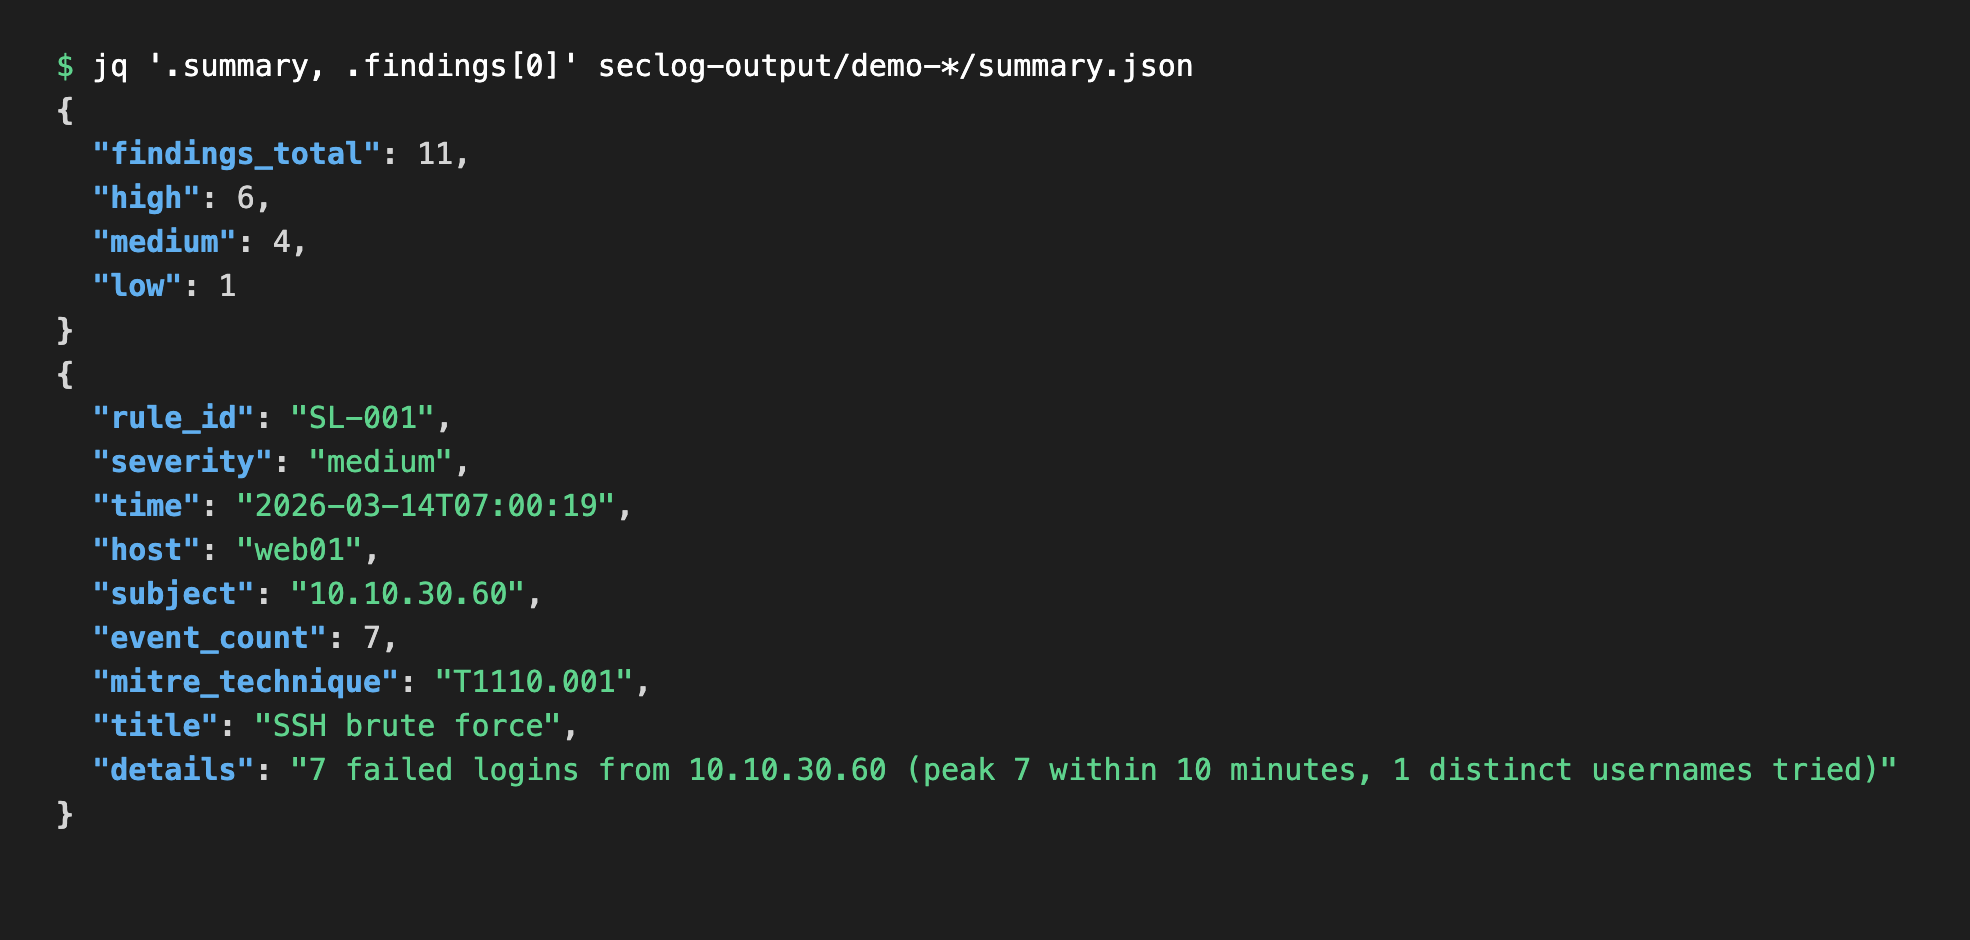 $ jq '.summary, .findings[0]' seclog-output/demo-*/summary.json
{
  "findings_total": 11,
  "high": 6,
  "medium": 4,
  "low": 1
}
{
  "rule_id": "SL-001",
  "severity": "medium",
  "time": "2026-03-14T07:00:19",
  "host": "web01",
  "subject": "10.10.30.60",
  "event_count": 7,
  "mitre_technique": "T1110.001",
  "title": "SSH brute force",
  "details": "7 failed logins from 10.10.30.60 (peak 7 within 10 minutes, 1 distinct usernames tried)"
}